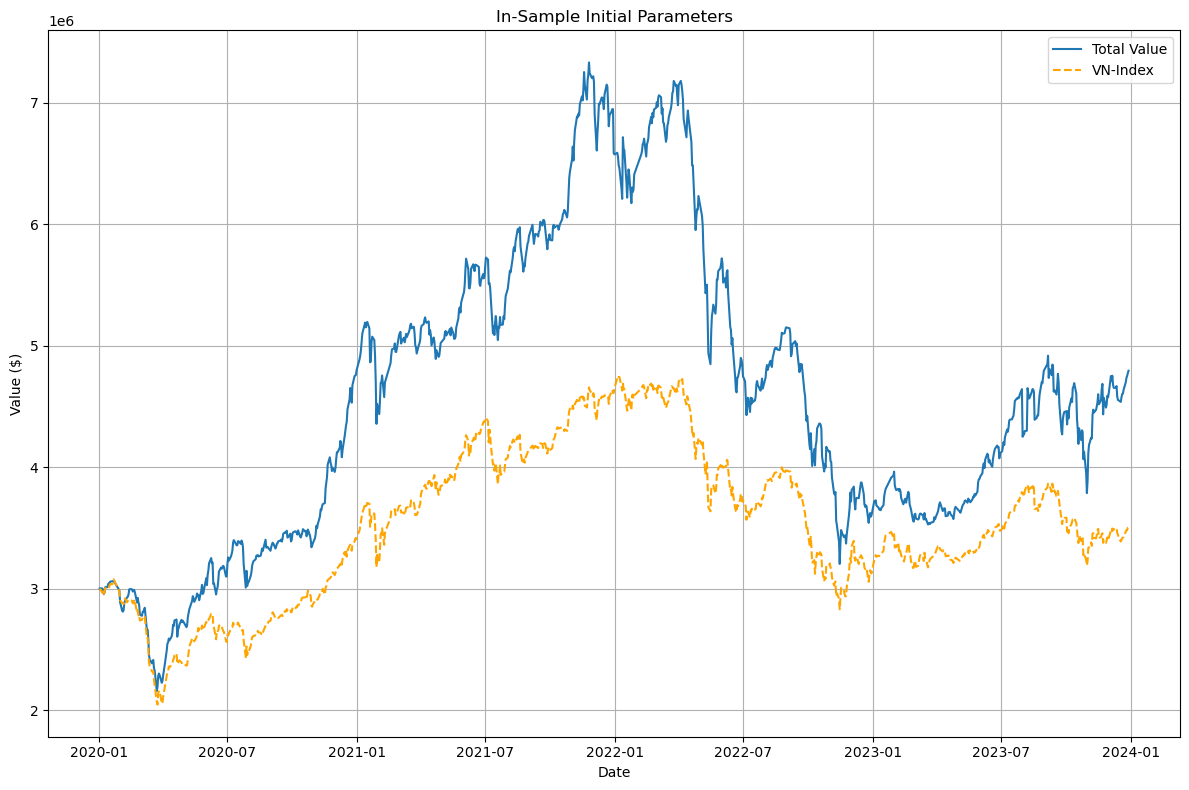 In-Sample Initial Parameters
1e6
Total Value
VN-Index
7
6
5
4
3
2
Value ($)
2020-01 2020-07 2021-01 2021-07 2022-01 2022-07 2023-01 2023-07 2024-01
Date